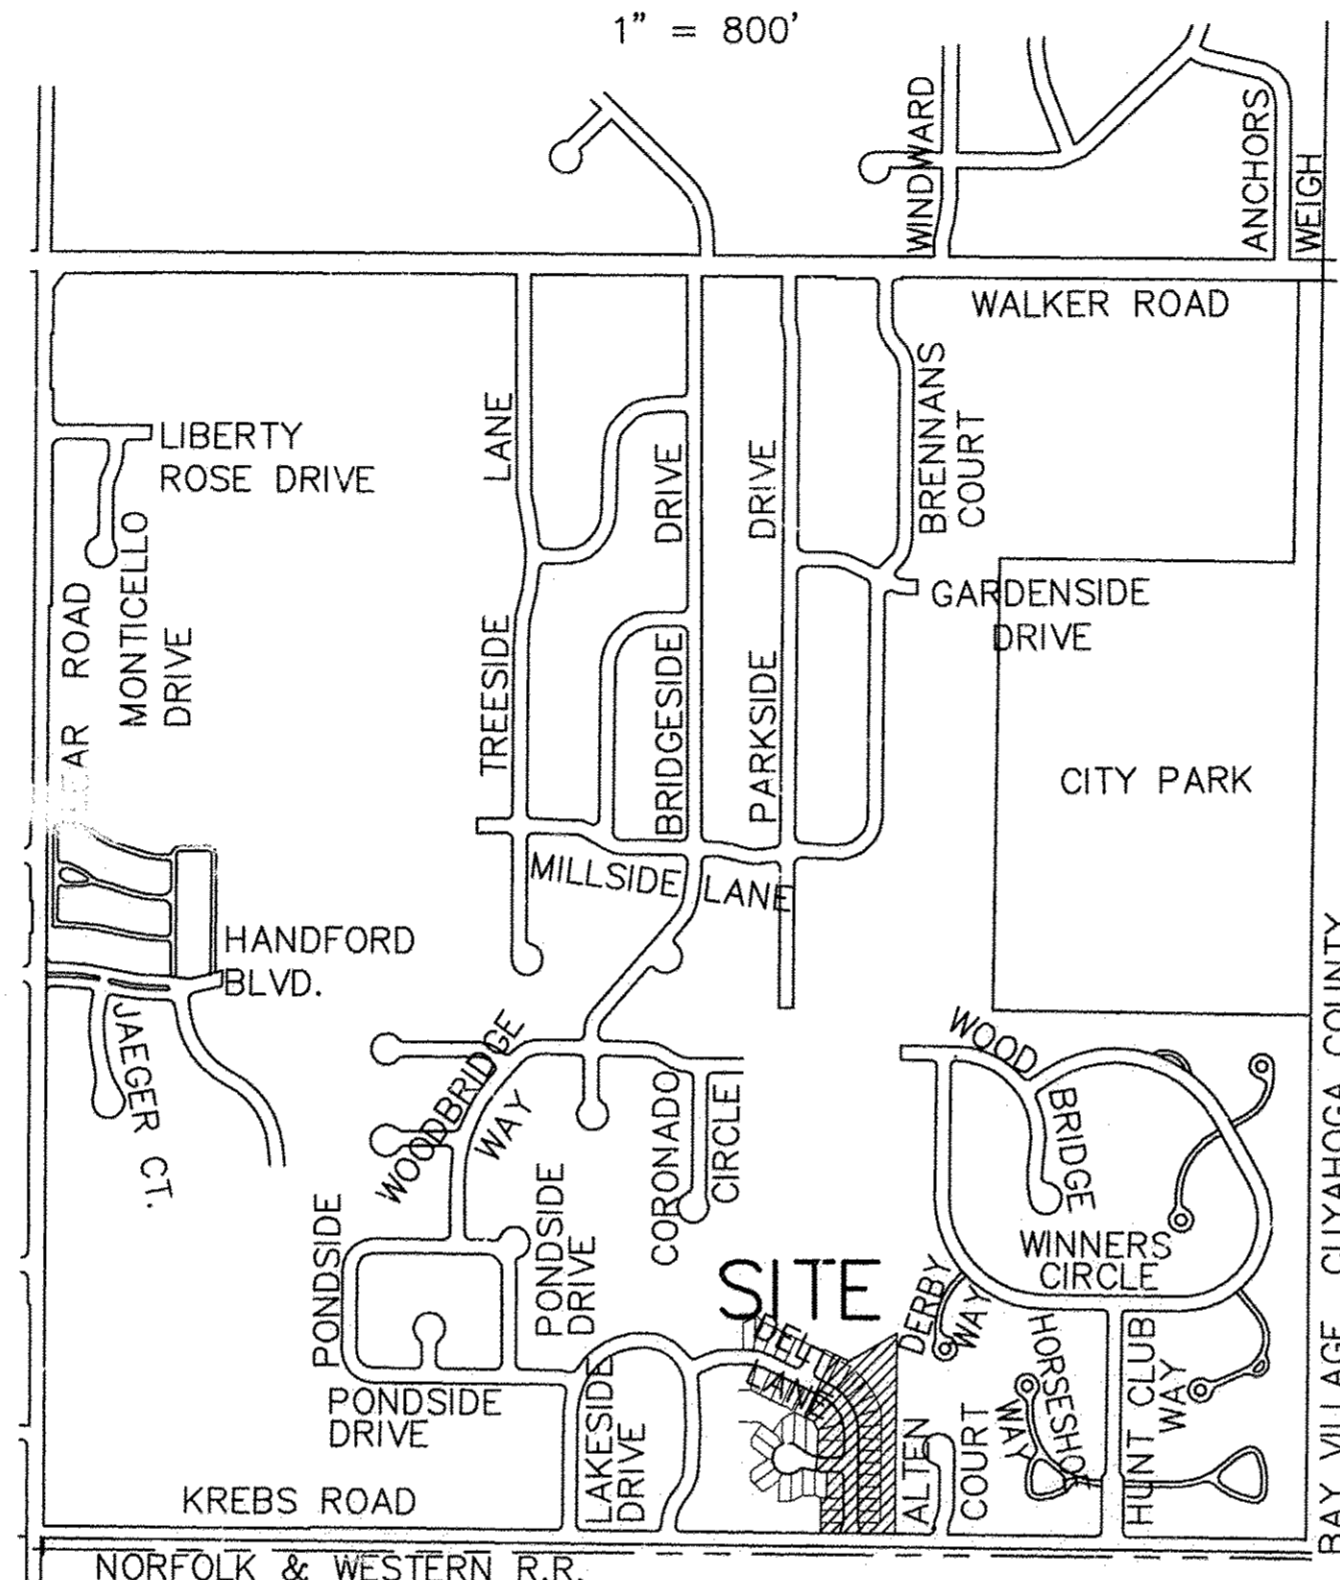 1" = 800'
WINDWARD
ANCHORS
WEIGH
WALKER ROAD
LIBERTY
ROSE DRIVE
MONTICELLO
DRIVE
ROAD
TREESIDE LANE
BRIDGESIDE DRIVE
PARKSIDE DRIVE
BRENNANS
COURT
GARDENSIDE
DRIVE
CITY PARK
MILLSIDE LANE
HANDFORD
BLVD.
JAEGER CT.
WOODBRIDGE
WAY
CORONADO
CIRCLE
WOOD
BRIDGE
WINNERS
CIRCLE
PONDSIDE
PONDSIDE
DRIVE
PONDSIDE
DRIVE
SITE
LANE
DERBY
WAY
LAKESIDE
DRIVE
ALTEN
COURT
HORSESHOE
WAY
HUNT CLUB
WAY
KREBS ROAD
NORFOLK & WESTERN R.R.
BAY VILLAGE CUYAHOGA COUNTY